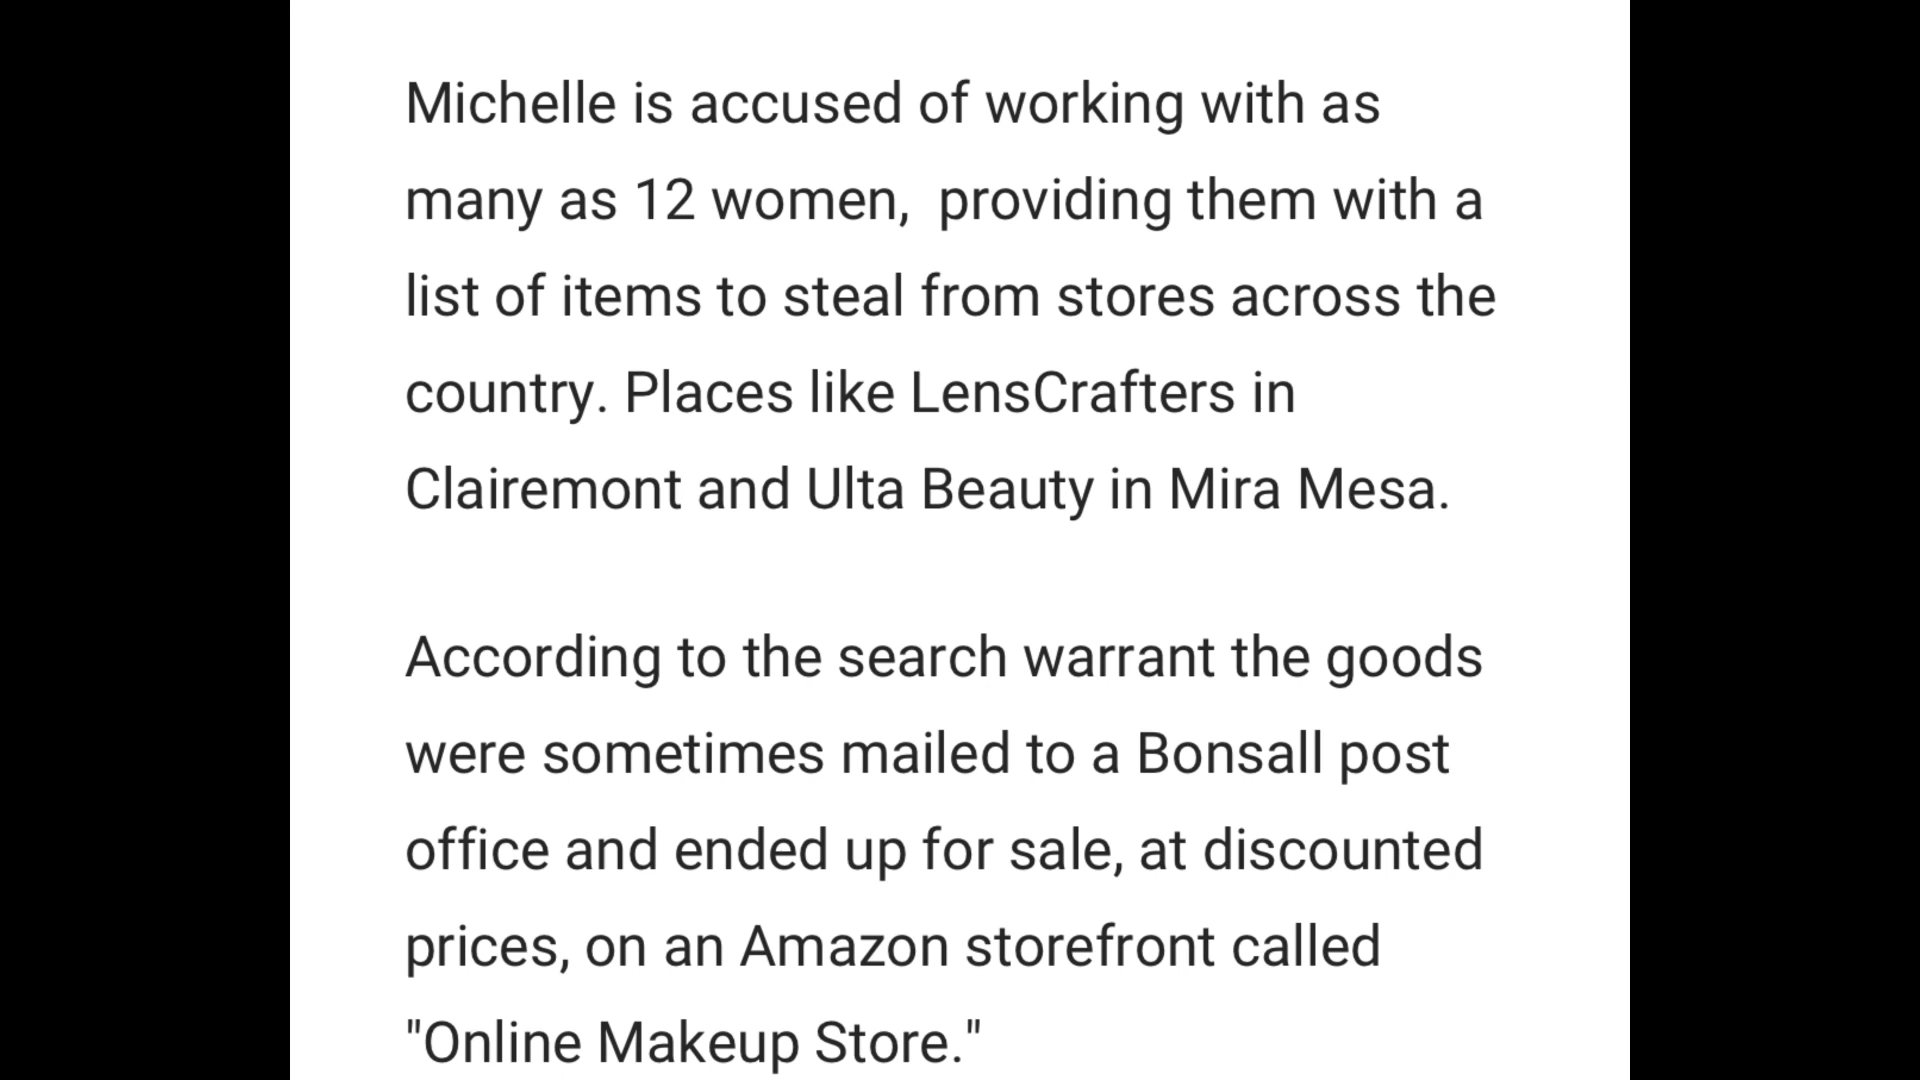 Michelle is accused of working with as
many as 12 women,  providing them with a
list of items to steal from stores across the
country. Places like LensCrafters in
Clairemont and Ulta Beauty in Mira Mesa.
According to the search warrant the goods
were sometimes mailed to a Bonsall post
office and ended up for sale, at discounted
prices, on an Amazon storefront called
"Online Makeup Store."